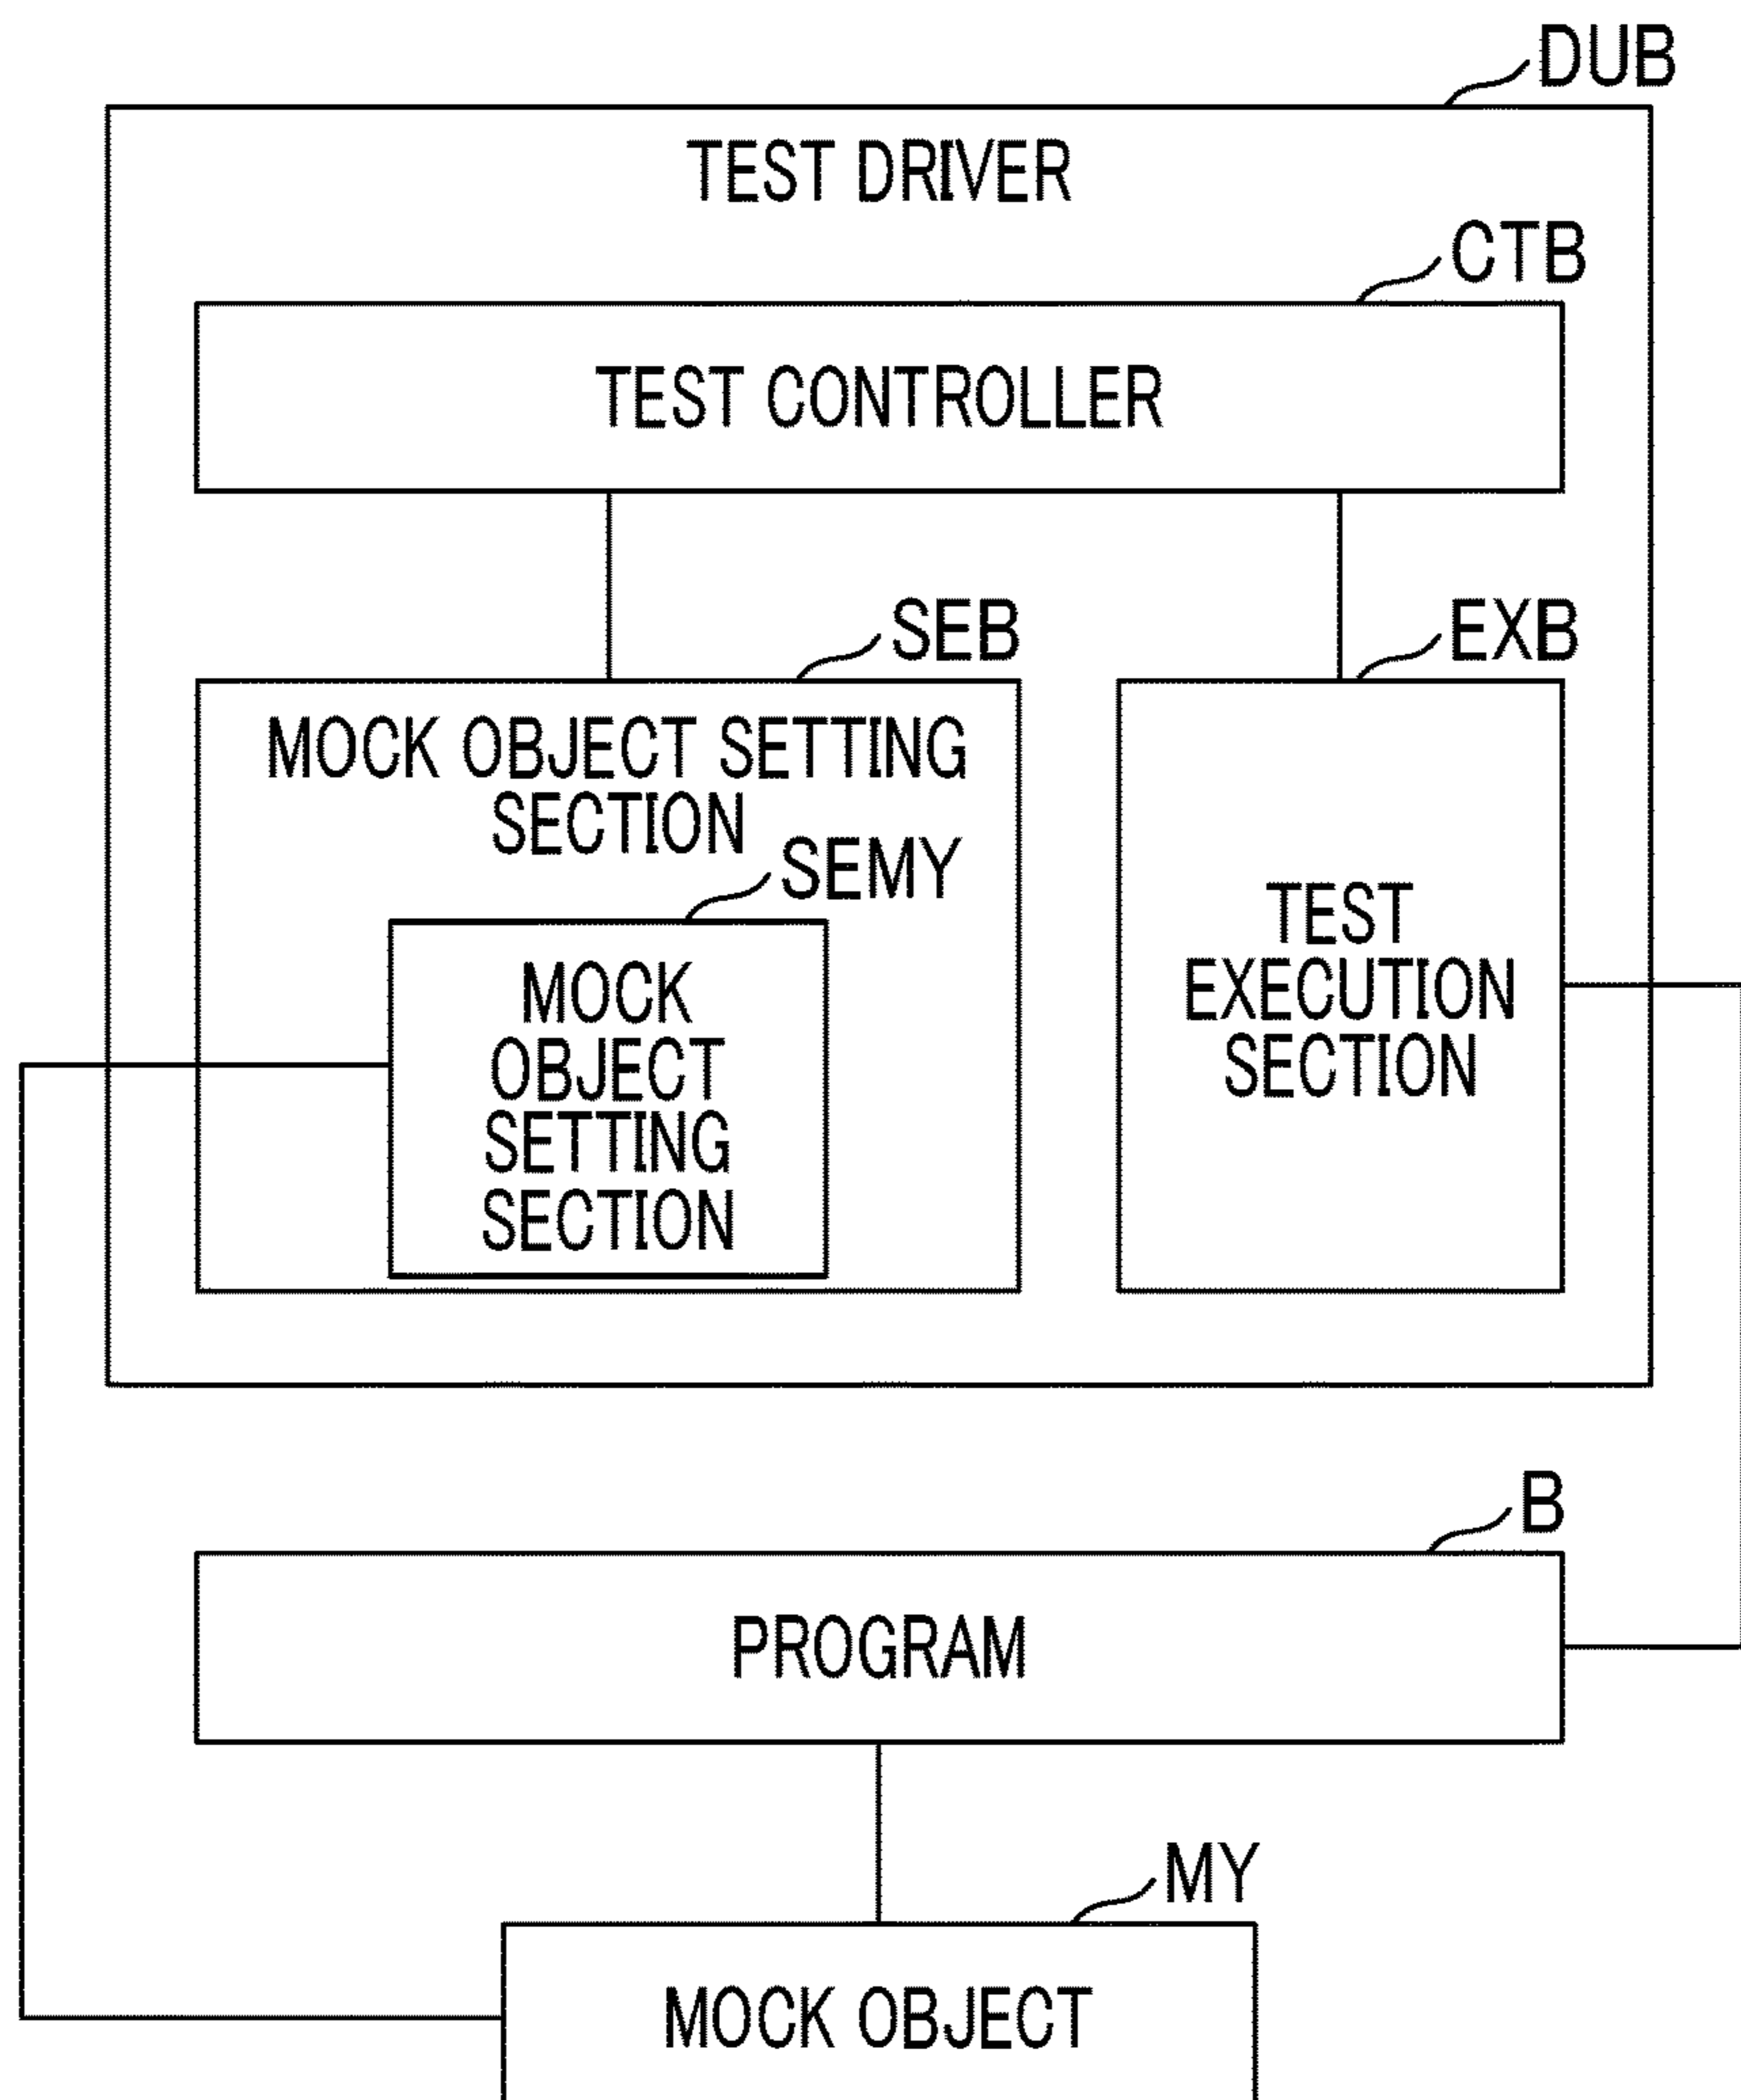 DUB
TEST DRIVER
CTB
TEST CONTROLLER
SEB
MOCK OBJECT SETTING
SECTION
SEMY
MOCK
OBJECT
SETTING
SECTION
EXB
TEST
EXECUTION
SECTION
B
PROGRAM
MY
MOCK OBJECT